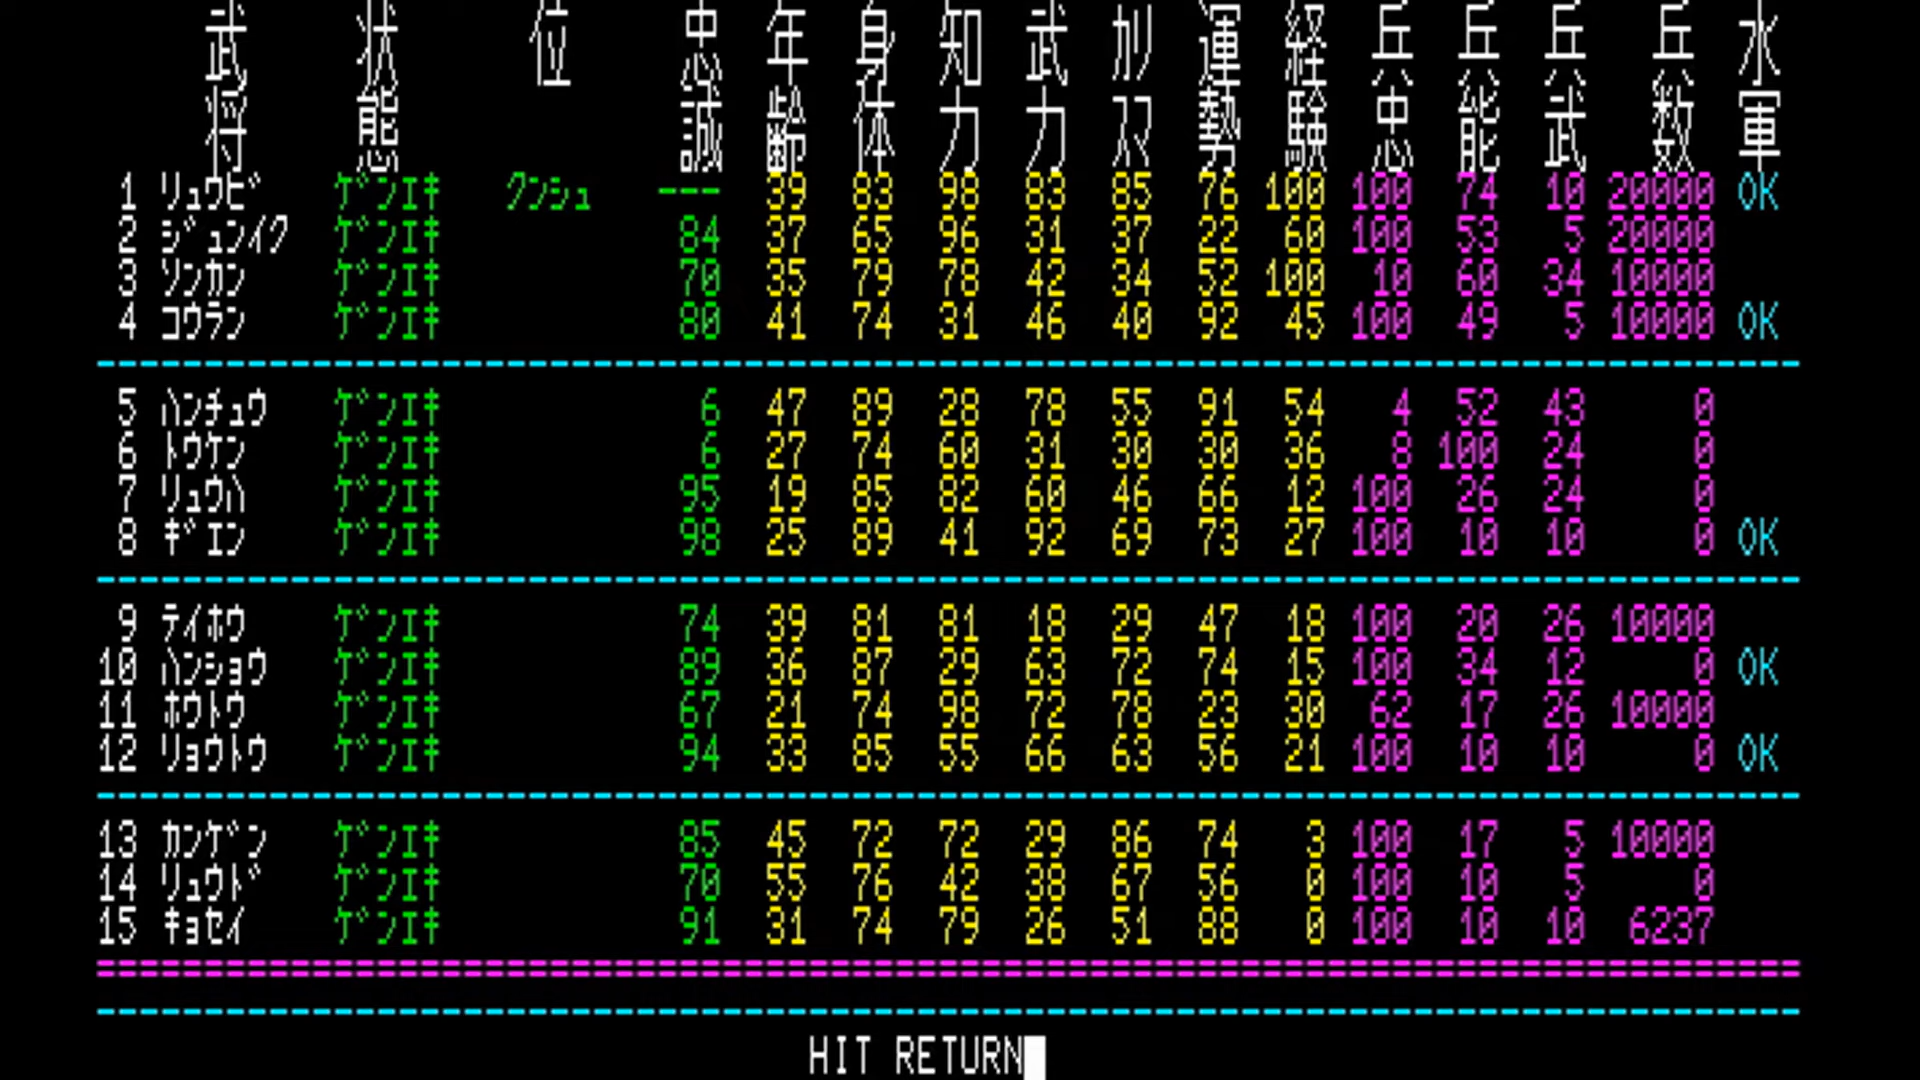 武将 状態 位 忠誠 年齢 身体 知力 武力 カリスマ 運勢 経験 兵忠 兵能 兵武 兵数 水軍
1 リュウビ ゲンエキ クンシュ --- 39 83 98 83 85 76 100 100 74 10 20000 OK
2 ジュンイク ゲンエキ 84 37 65 96 31 37 22 60 100 53 5 20000
3 ソンカン ゲンエキ 70 35 79 78 42 34 52 100 10 60 34 10000
4 コウラン ゲンエキ 80 41 74 31 46 40 92 45 100 49 5 10000 OK
5 ハンチュウ ゲンエキ 6 47 89 28 78 55 91 54 4 52 43 0
6 トウケン ゲンエキ 6 27 74 60 31 30 30 36 8 100 24 0
7 リュウハ ゲンエキ 95 19 85 82 60 46 66 12 100 26 24 0
8 ギエン ゲンエキ 98 25 89 41 92 69 73 27 100 10 10 0 OK
9 テイホウ ゲンエキ 74 39 81 81 18 29 47 18 100 20 26 10000
10 ハンショウ ゲンエキ 89 36 87 29 63 72 74 15 100 34 12 0 OK
11 ホウトウ ゲンエキ 67 21 74 98 72 78 23 30 62 17 26 10000
12 リョウトウ ゲンエキ 94 33 85 55 66 63 56 21 100 10 10 0 OK
13 カンゲン ゲンエキ 85 45 72 72 29 86 74 3 100 17 5 10000
14 リュウド ゲンエキ 70 55 76 42 38 67 56 0 100 10 5 0
15 キョセイ ゲンエキ 91 31 74 79 26 51 88 0 100 10 10 6237
HIT RETURN